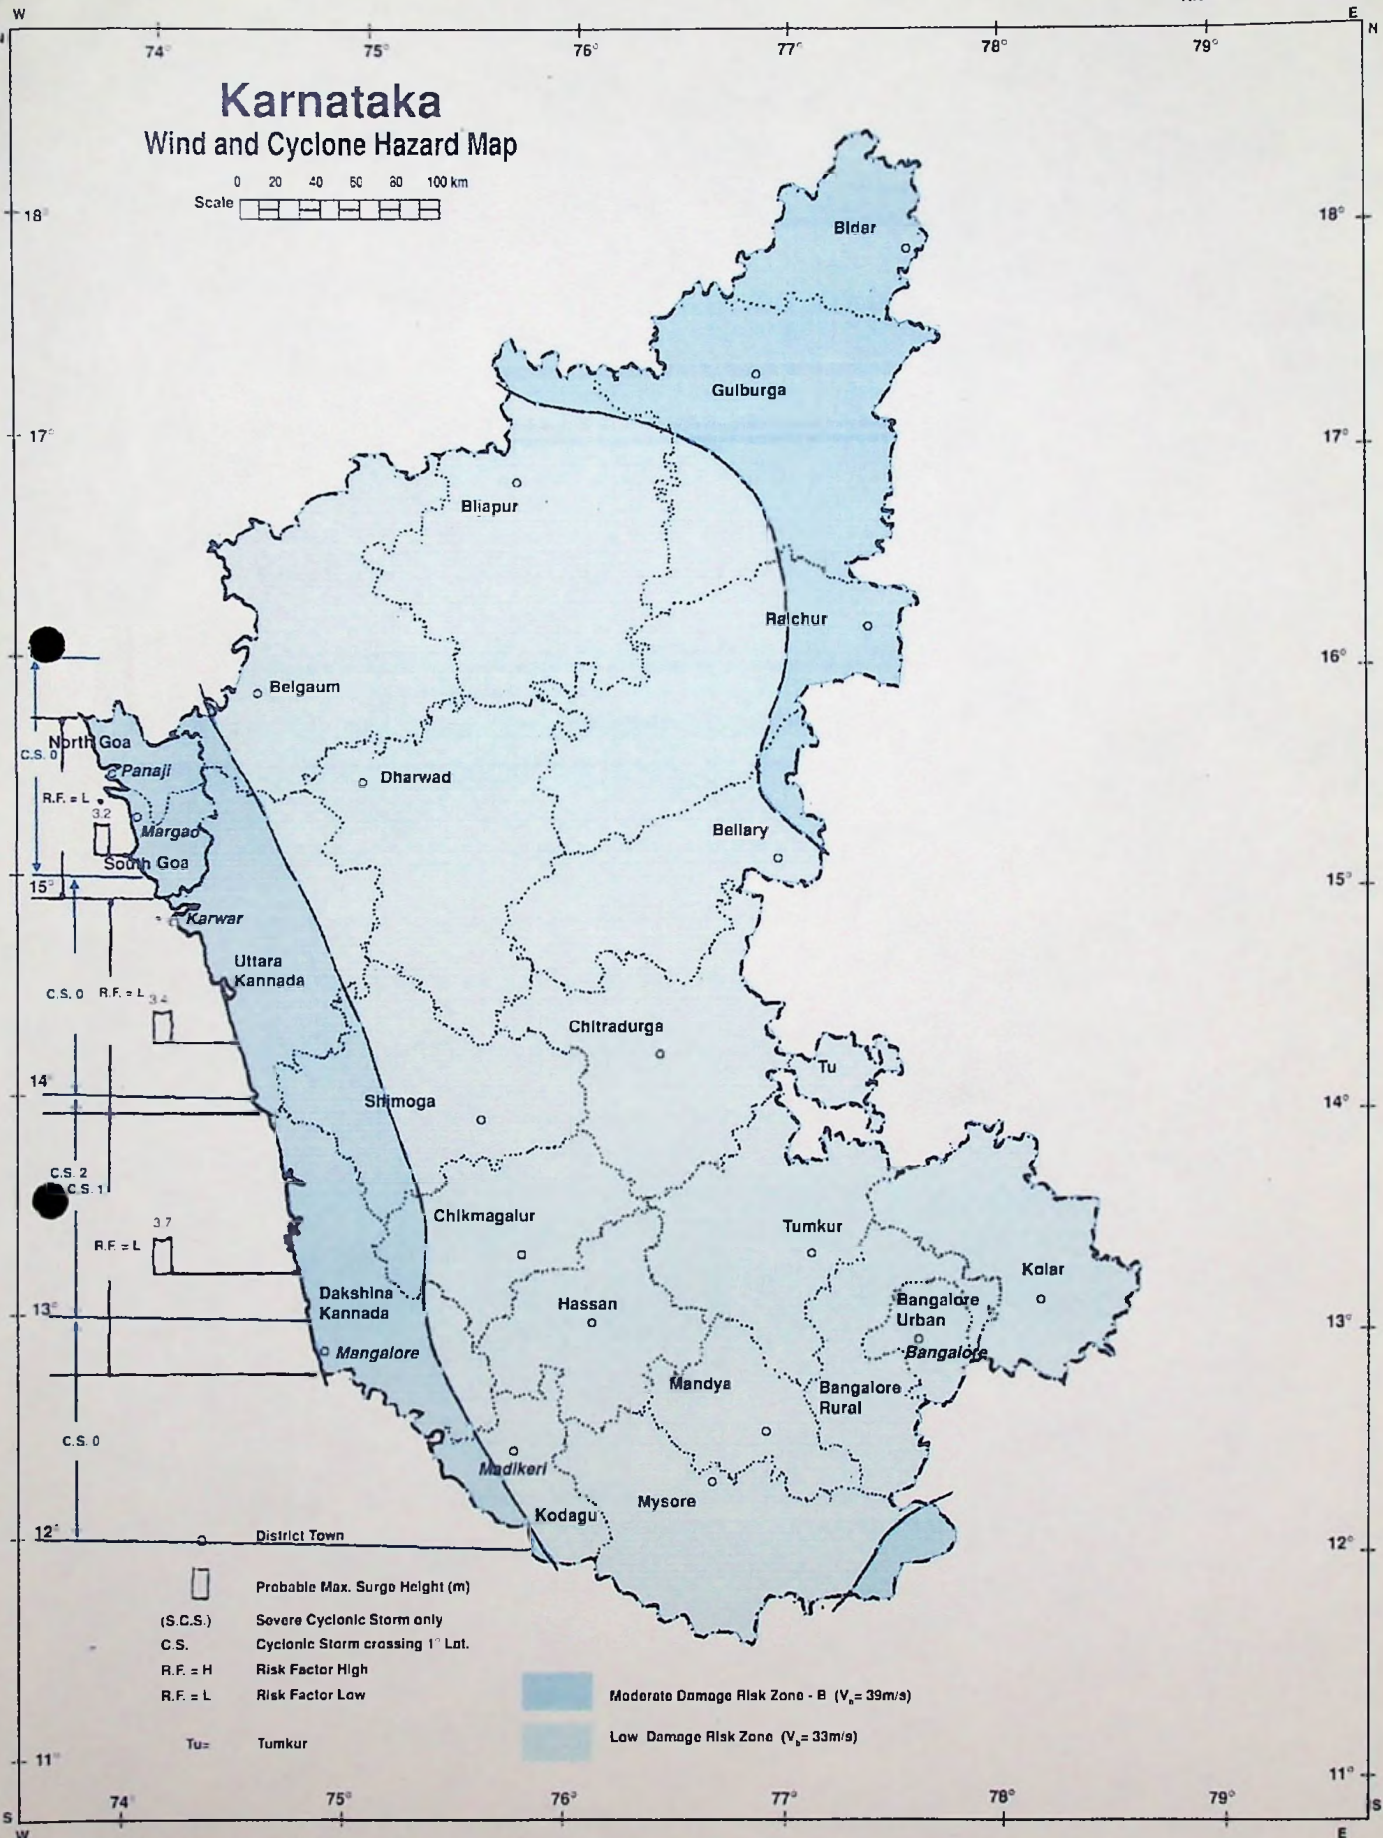 W
E
N
74°
75°
76°
77°
78°
79°
Karnataka
Wind and Cyclone Hazard Map
0 20 40 60 80 100 km
Scale
18°
18°
Bidar
Gulburga
17°
17°
Bijapur
Raichur
16°
Belgaum
North Goa
C.S. 0
Panaji
Dharwad
R.F. = L
3.2
Margao
Bellary
South Goa
15°
15°
Karwar
Uttara
Kannada
C.S. 0 R.F. = L
3.4
Chitradurga
Tu
14°
14°
Shimoga
C.S. 2
C.S. 1
3.7
Chikmagalur
Tumkur
R.F. = L
Kolar
Dakshina
Kannada
Hassan
Bangalore
Urban
13°
13°
Mangalore
Bangalore
Mandya
Bangalore
Rural
C.S. 0
Madikeri
Mysore
Kodagu
12°
12°
District Town
Probable Max. Surge Height (m)
(S.C.S.) Severe Cyclonic Storm only
C.S. Cyclonic Storm crossing 1° Lat.
R.F. = H Risk Factor High
R.F. = L Risk Factor Low
Moderate Damage Risk Zone - B (Vb= 39m/s)
Low Damage Risk Zone (Vb= 33m/s)
Tu= Tumkur
11°
11°
74°
75°
76°
77°
78°
79°
S
S
W
E